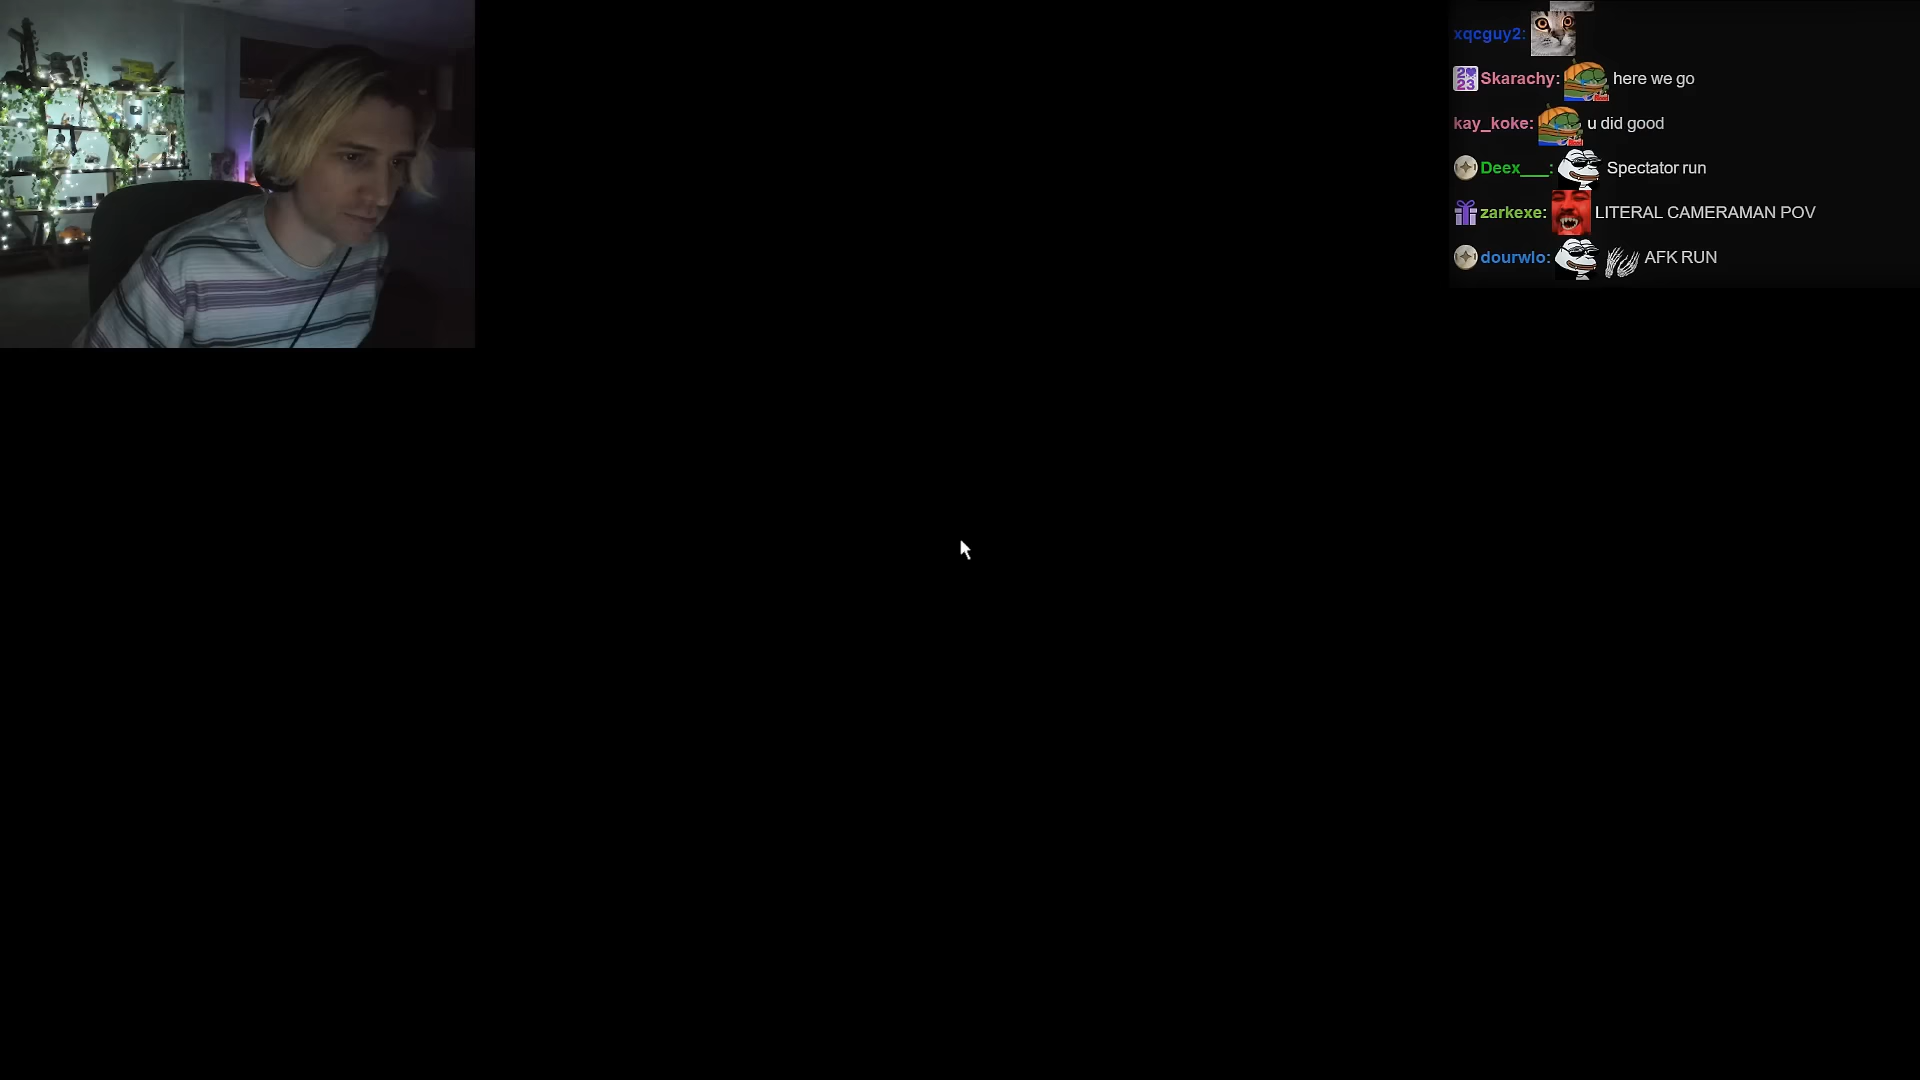 xqcguy2:
Skarachy: here we go
kay_koke: u did good
Deex___: Spectator run
zarkexe: LITERAL CAMERAMAN POV
dourwlo: AFK RUN